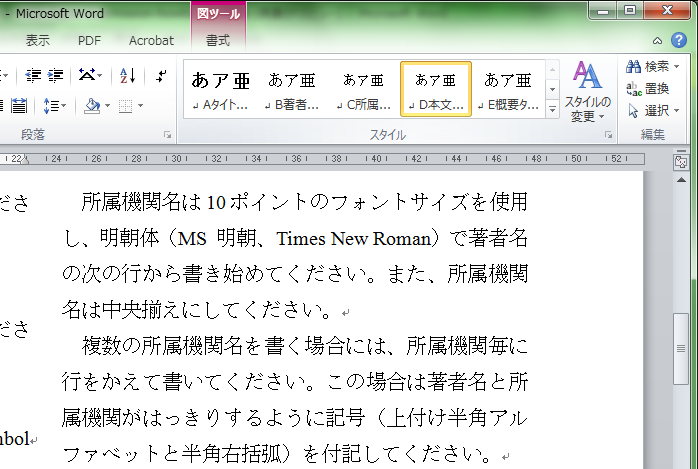 - Microsoft Word
図ツール
表示 PDF Acrobat 書式
あア亜 あア亜 あア亜 あア亜 あア亜
Aタイト... B著者... C所属... D本文... E概要タ...
スタイルの
変更
検索
置換
選択
段落 スタイル 編集
22 24 26 28 30 32 34 36 38 40 42 44 46 48 50 52
ださ
ださ
nbol
所属機関名は 10 ポイントのフォントサイズを使用
し、明朝体（MS 明朝、Times New Roman）で著者名
の次の行から書き始めてください。また、所属機関
名は中央揃えにしてください。
複数の所属機関名を書く場合には、所属機関毎に
行をかえて書いてください。この場合は著者名と所
属機関がはっきりするように記号（上付け半角アル
ファベットと半角右括弧）を付記してください。